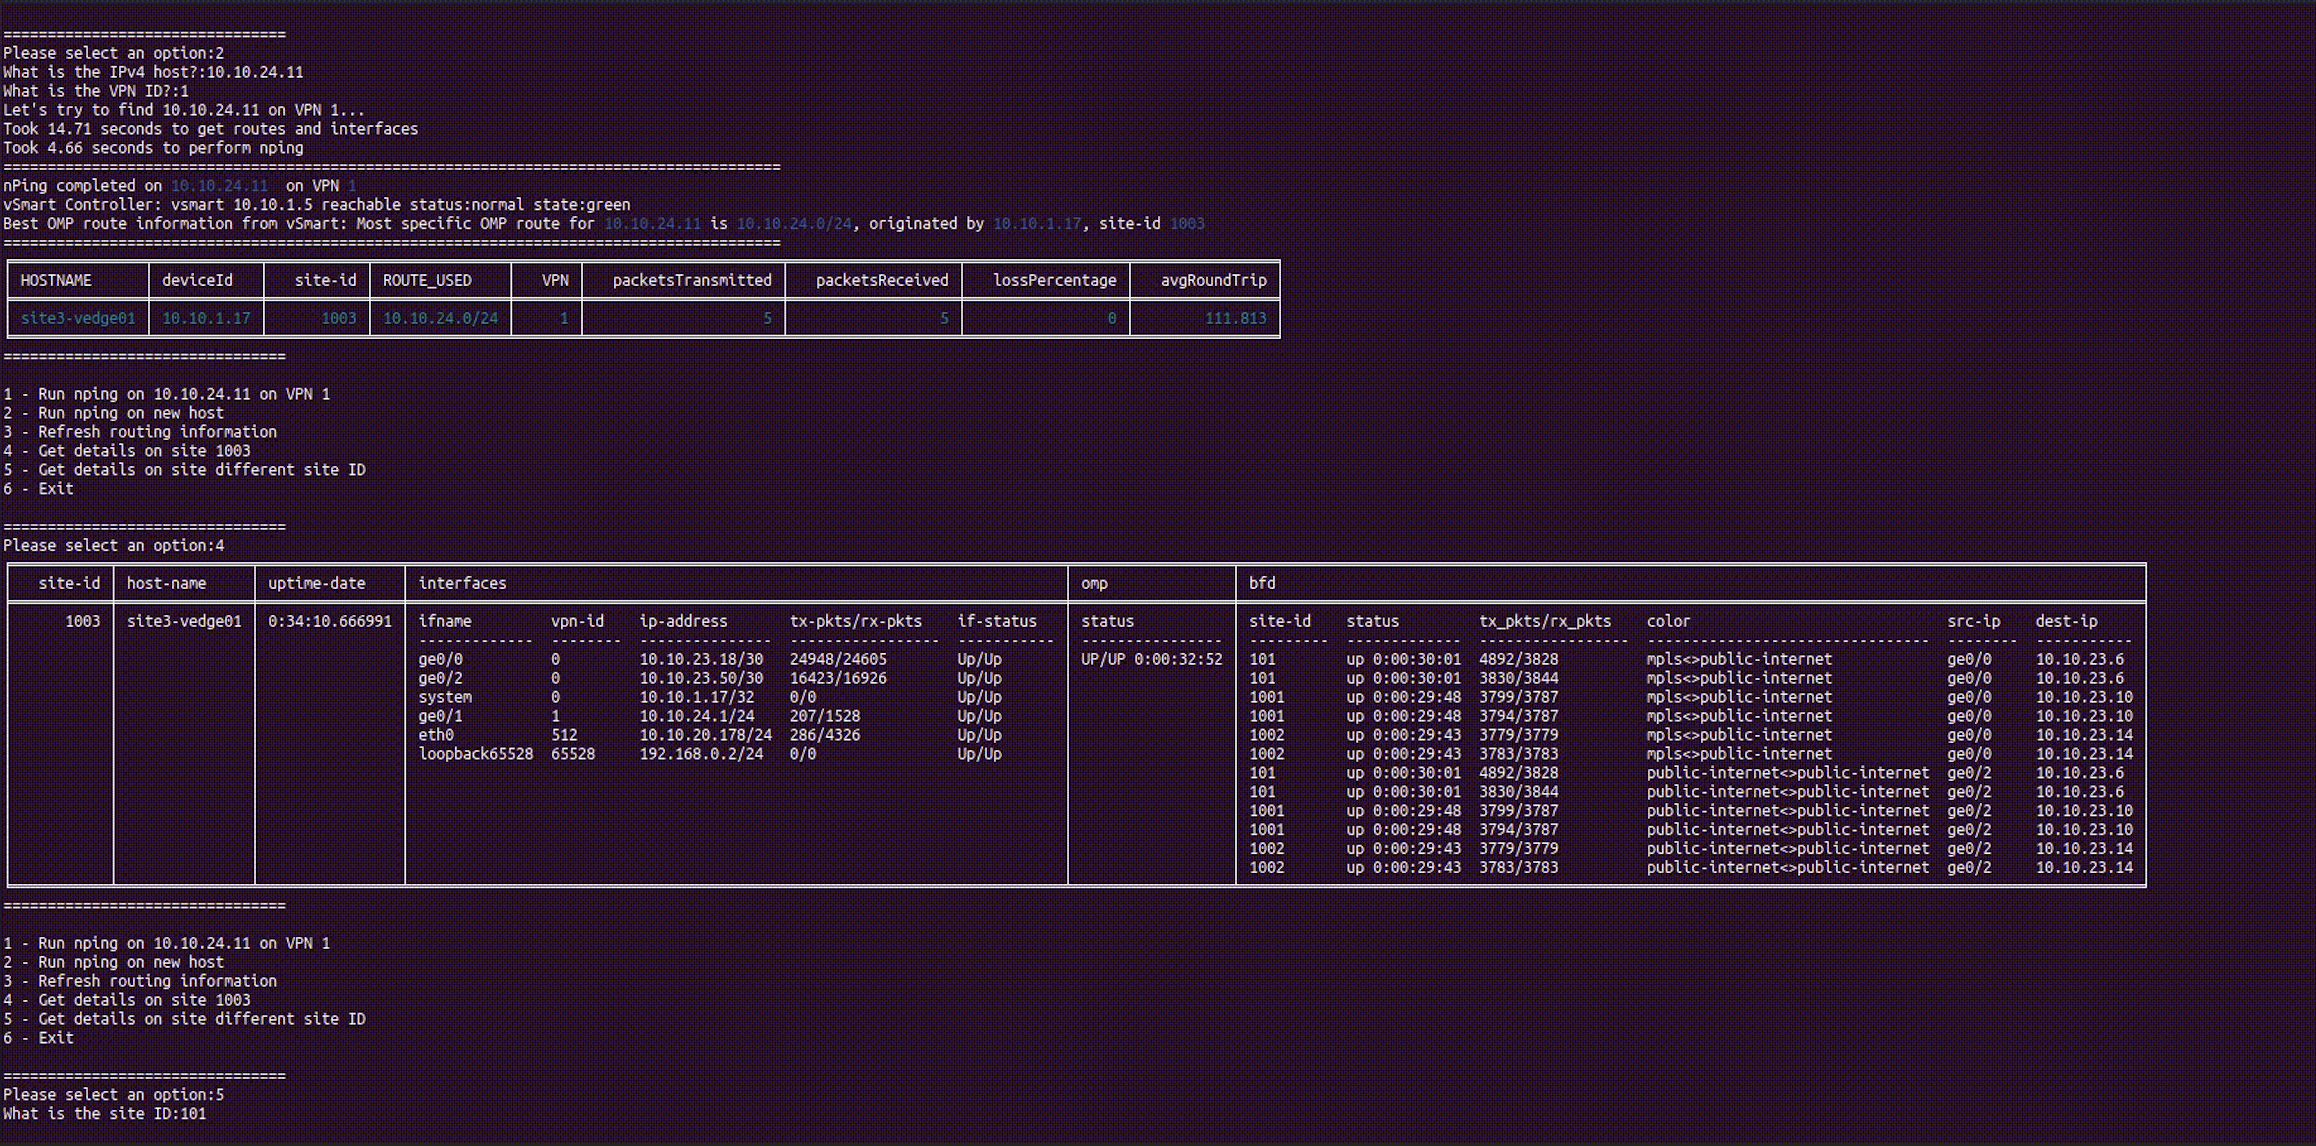 ================================
Please select an option:2
What is the IPv4 host?:10.10.24.11
What is the VPN ID?:1
Let's try to find 10.10.24.11 on VPN 1...
Took 14.71 seconds to get routes and interfaces
Took 4.66 seconds to perform nping
========================================================================================
nPing completed on 10.10.24.11  on VPN 1
vSmart Controller: vsmart 10.10.1.5 reachable status:normal state:green
Best OMP route information from vSmart: Most specific OMP route for 10.10.24.11 is 10.10.24.0/24, originated by 10.10.1.17, site-id 1003
========================================================================================
HOSTNAME deviceId site-id ROUTE_USED VPN packetsTransmitted packetsReceived lossPercentage avgRoundTrip
site3-vedge01 10.10.1.17 1003 10.10.24.0/24 1 5 5 0 111.813
================================
1 - Run nping on 10.10.24.11 on VPN 1
2 - Run nping on new host
3 - Refresh routing information
4 - Get details on site 1003
5 - Get details on site different site ID
6 - Exit
================================
Please select an option:4
site-id host-name uptime-date interfaces omp bfd
1003 site3-vedge01 0:34:10.666991 ifname vpn-id ip-address tx-pkts/rx-pkts if-status status site-id status tx_pkts/rx_pkts color src-ip dest-ip
------------- -------- --------------- ----------------- ----------- ---------------- --------- ------------- ----------------- -------------------------------- -------- -----------
ge0/0 0 10.10.23.18/30 24948/24605 Up/Up UP/UP 0:00:32:52 101 up 0:00:30:01 4892/3828 mpls<>public-internet ge0/0 10.10.23.6
ge0/2 0 10.10.23.50/30 16423/16926 Up/Up 101 up 0:00:30:01 3830/3844 mpls<>public-internet ge0/0 10.10.23.6
system 0 10.10.1.17/32 0/0 Up/Up 1001 up 0:00:29:48 3799/3787 mpls<>public-internet ge0/0 10.10.23.10
ge0/1 1 10.10.24.1/24 207/1528 Up/Up 1001 up 0:00:29:48 3794/3787 mpls<>public-internet ge0/0 10.10.23.10
eth0 512 10.10.20.178/24 286/4326 Up/Up 1002 up 0:00:29:43 3779/3779 mpls<>public-internet ge0/0 10.10.23.14
loopback65528 65528 192.168.0.2/24 0/0 Up/Up 1002 up 0:00:29:43 3783/3783 mpls<>public-internet ge0/0 10.10.23.14
101 up 0:00:30:01 4892/3828 public-internet<>public-internet ge0/2 10.10.23.6
101 up 0:00:30:01 3830/3844 public-internet<>public-internet ge0/2 10.10.23.6
1001 up 0:00:29:48 3799/3787 public-internet<>public-internet ge0/2 10.10.23.10
1001 up 0:00:29:48 3794/3787 public-internet<>public-internet ge0/2 10.10.23.10
1002 up 0:00:29:43 3779/3779 public-internet<>public-internet ge0/2 10.10.23.14
1002 up 0:00:29:43 3783/3783 public-internet<>public-internet ge0/2 10.10.23.14
================================
1 - Run nping on 10.10.24.11 on VPN 1
2 - Run nping on new host
3 - Refresh routing information
4 - Get details on site 1003
5 - Get details on site different site ID
6 - Exit
================================
Please select an option:5
What is the site ID:101